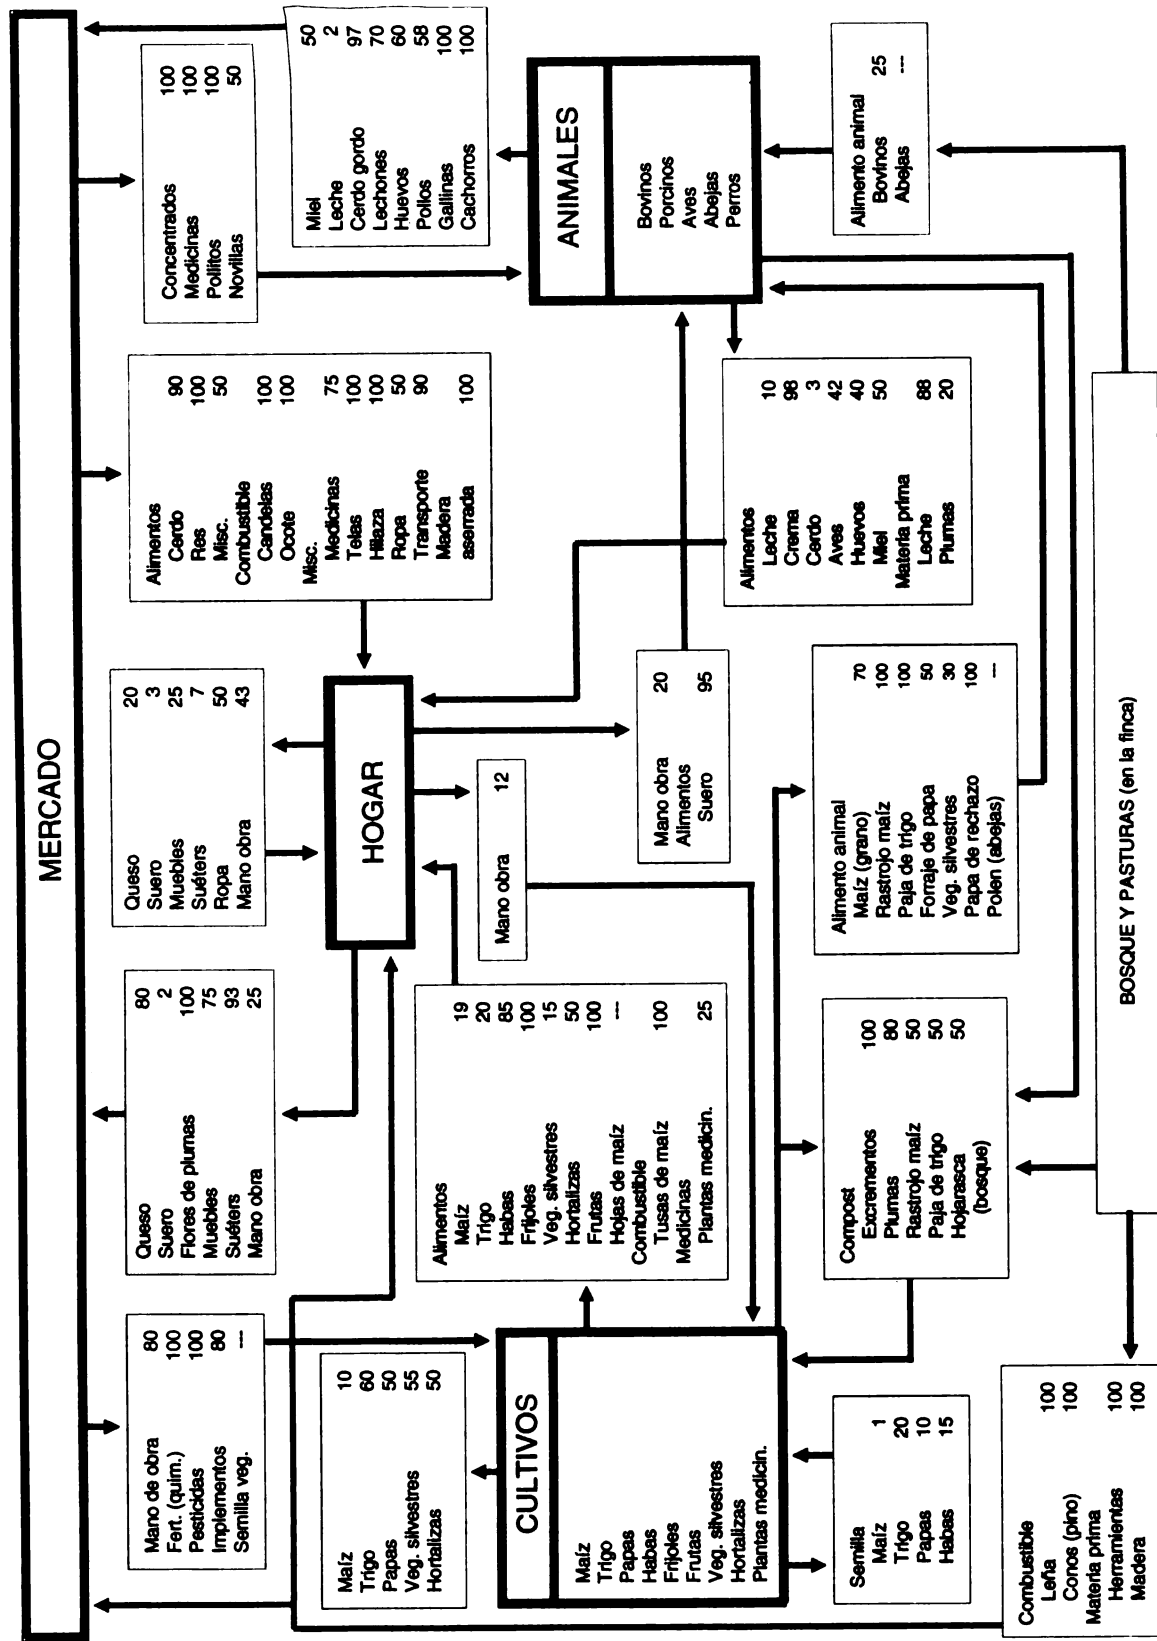 MERCADO
Mano de obra 80
Fert. (quim.) 100
Pesticidas 100
Implementos 80
Semilla veg. ---
Queso 80
Suero 2
Flores de plumas 100
Muebles 75
Suéters 93
Mano obra 25
Queso 20
Suero 3
Muebles 25
Suéters 7
Ropa 50
Mano obra 43
Alimentos
Cerdo 90
Res 100
Misc. 50
Combustible
Candelas 100
Ocote 100
Misc.
Medicinas 75
Telas 100
Hilaza 100
Ropa 50
Transporte 90
Madera
aserrada 100
Concentrados 100
Medicinas 100
Pollitos 100
Novillas 50
Miel 50
Leche 2
Cerdo gordo 97
Lechones 70
Huevos 60
Pollos 58
Gallinas 100
Cachorros 100
Maíz 10
Trigo 60
Papas 50
Veg. silvestres 55
Hortalizas 50
HOGAR
CULTIVOS
Maíz
Trigo
Papas
Habas
Frijoles
Frutas
Veg. silvestres
Hortalizas
Plantas medicin.
Alimentos
Maíz 19
Trigo 20
Habas 85
Frijoles 100
Veg. silvestres 15
Hortalizas 50
Frutas 100
Hojas de maíz ---
Combustible
Tusas de maíz 100
Medicinas
Plantas medicin. 25
Mano obra 12
Mano obra 20
Alimentos
Suero 95
ANIMALES
Bovinos
Porcinos
Aves
Abejas
Perros
Alimentos
Leche 10
Crema 98
Cerdo 3
Aves 42
Huevos 40
Miel 50
Materia prima
Leche 88
Plumas 20
Semilla
Maíz 1
Trigo 20
Papas 10
Habas 15
Compost
Excrementos 100
Plumas 80
Rastrojo maíz 50
Paja de trigo 50
Hojarasca 50
(bosque)
Alimento animal
Maíz (grano) 70
Rastrojo maíz 100
Paja de trigo 100
Forraje de papa 50
Veg. silvestres 30
Papa de rechazo 100
Polen (abejas) ---
Alimento animal
Bovinos 25
Abejas ---
Combustible
Leña 100
Conos (pino) 100
Materia prima
Herramientas 100
Madera 100
BOSQUE Y PASTURAS (en la finca)